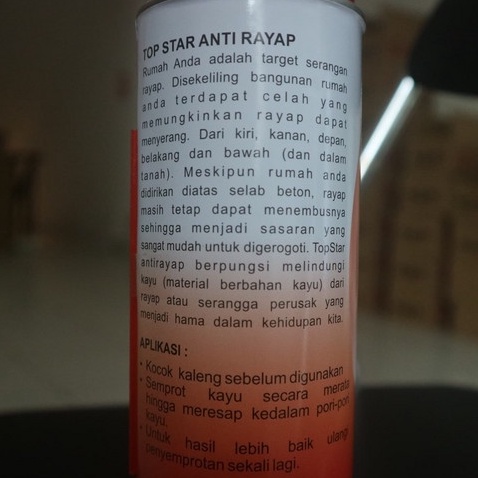 TOP STAR ANTI RAYAP
Rumah Anda adalah target serangan
rayap. Disekeliling bangunan rumah
anda terdapat celah yang
memungkinkan rayap dapat
menyerang. Dari kiri, kanan, depan,
belakang dan bawah (dan dalam
tanah). Meskipun rumah anda
didirikan diatas selab beton, rayap
masih tetap dapat menembusnya
sehingga menjadi sasaran yang
sangat mudah untuk digerogoti. TopStar
antirayap berpungsi melindungi
kayu (material berbahan kayu) dari
rayap atau serangga perusak yang
menjadi hama dalam kehidupan kita.
APLIKASI :
• Kocok kaleng sebelum digunakan
• Semprot kayu secara merata
hingga meresap kedalam pori-pori
kayu.
• Untuk hasil lebih baik ulangi
penyemprotan sekali lagi.